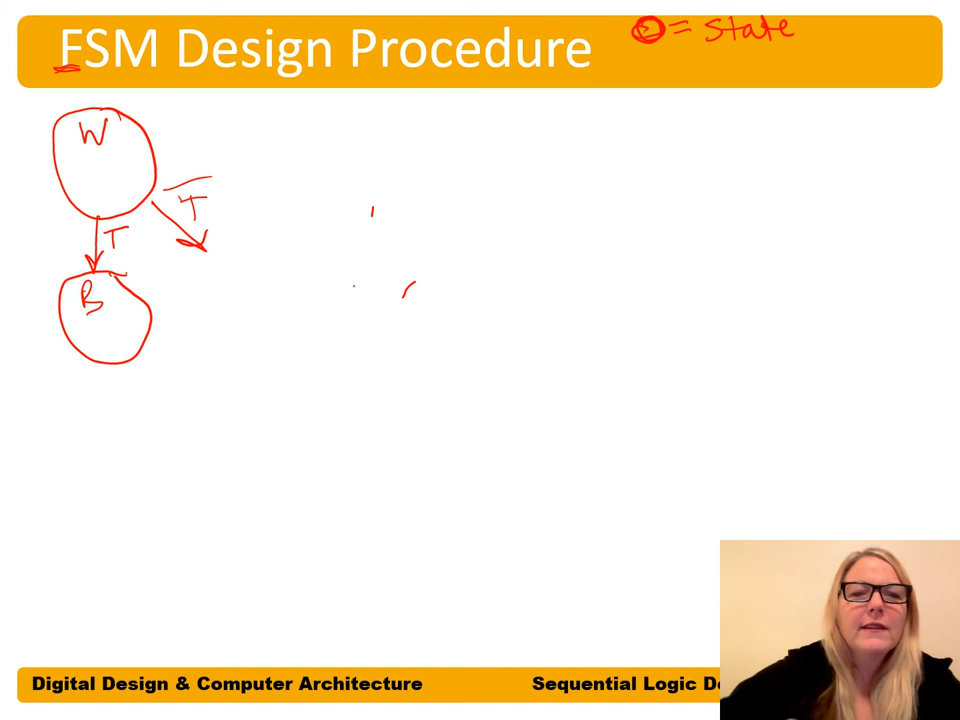 FSM Design Procedure
= State
W
T
T
B
Digital Design & Computer Architecture
Sequential Logic De